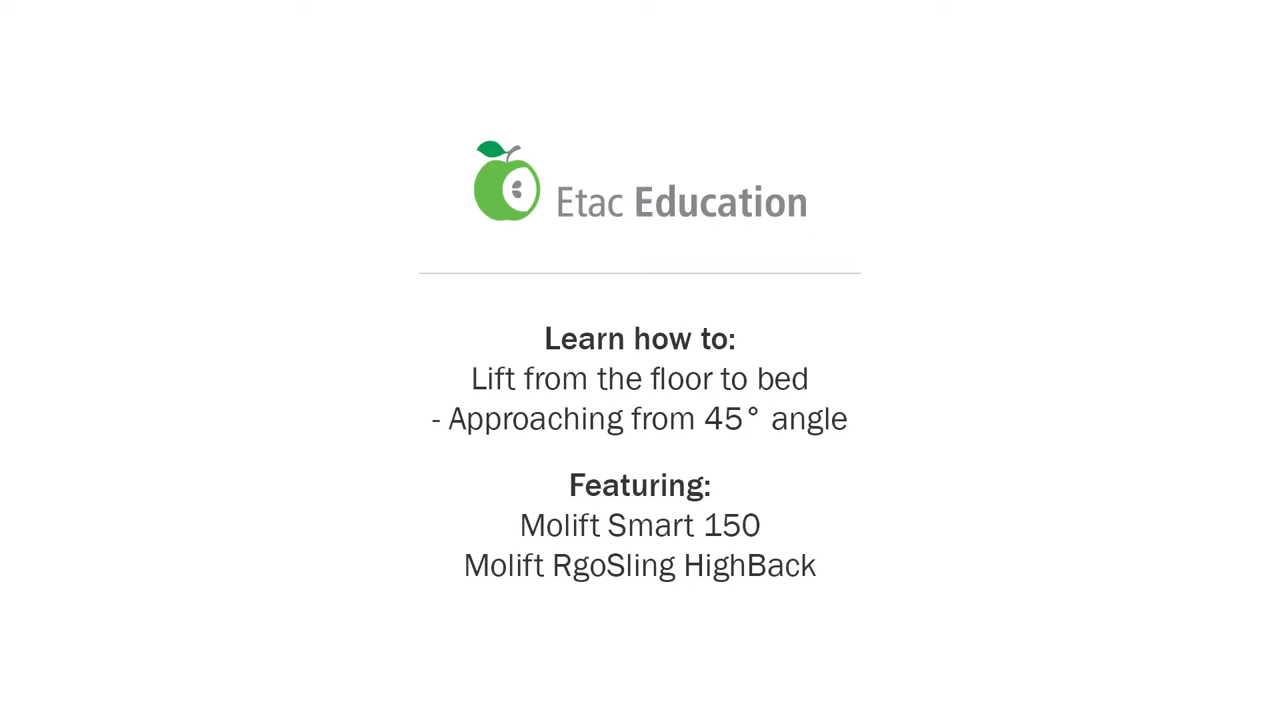 Etac Education
Learn how to:
Lift from the floor to bed
- Approaching from 45° angle
Featuring:
Molift Smart 150
Molift RgoSling HighBack